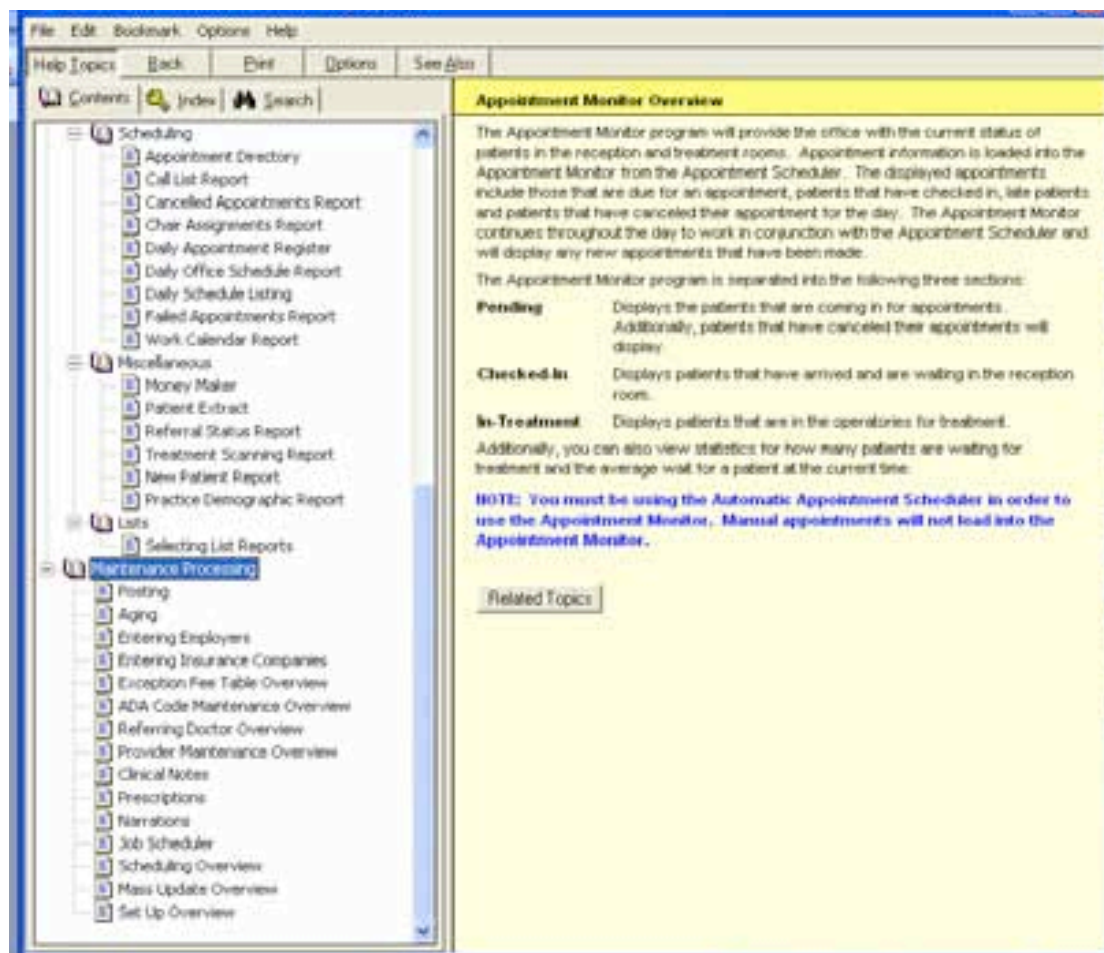 File Edit Bookmark Options Help
Help Topics Back Print Options See Also
Contents Index Search
Scheduling
Appointment Directory
Call List Report
Cancelled Appointments Report
Chair Assignments Report
Daily Appointment Register
Daily Office Schedule Report
Daily Schedule Listing
Failed Appointments Report
Work Calendar Report
Miscellaneous
Money Maker
Patient Extract
Referral Status Report
Treatment Scanning Report
New Patient Report
Practice Demographic Report
Lists
Selecting List Reports
Maintenance Processing
Posting
Aging
Entering Employers
Entering Insurance Companies
Exception Fee Table Overview
ADA Code Maintenance Overview
Referring Doctor Overview
Provider Maintenance Overview
Clinical Notes
Prescriptions
Narrations
Job Scheduler
Scheduling Overview
Mass Update Overview
Set Up Overview
Appointment Monitor Overview
The Appointment Monitor program will provide the office with the current status of
patients in the reception and treatment rooms. Appointment information is loaded into the
Appointment Monitor from the Appointment Scheduler. The displayed appointments
include those that are due for an appointment, patients that have checked in, late patients
and patients that have canceled their appointment for the day. The Appointment Monitor
continues throughout the day to work in conjunction with the Appointment Scheduler and
will display any new appointments that have been made.
The Appointment Monitor program is separated into the following three sections:
Pending Displays the patients that are coming in for appointments.
Additionally, patients that have canceled their appointments will
display.
Checked-In Displays patients that have arrived and are waiting in the reception
room.
In-Treatment Displays patients that are in the operatories for treatment.
Additionally, you can also view statistics for how many patients are waiting for
treatment and the average wait for a patient at the current time.
NOTE: You must be using the Automatic Appointment Scheduler in order to
use the Appointment Monitor. Manual appointments will not load into the
Appointment Monitor.
Related Topics